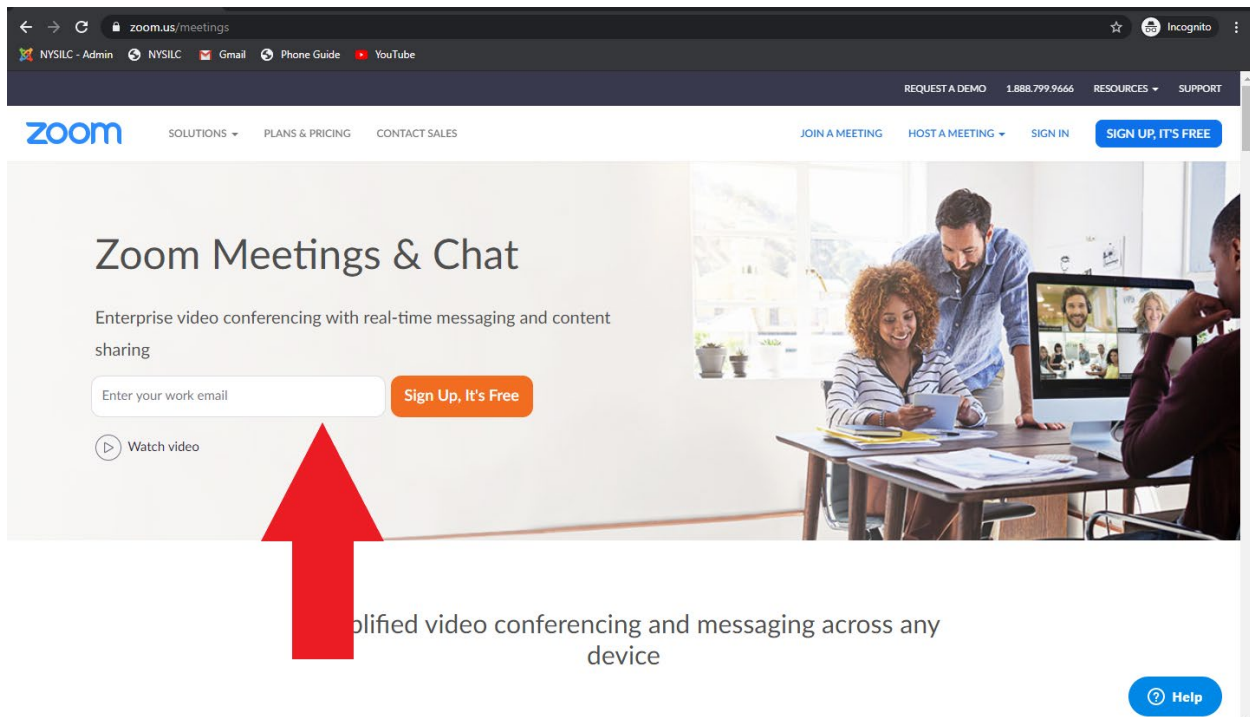 zoom.us/meetings
Incognito
NYSILC - Admin NYSILC Gmail Phone Guide YouTube
REQUEST A DEMO 1.888.799.9666 RESOURCES SUPPORT
zoom SOLUTIONS PLANS & PRICING CONTACT SALES JOIN A MEETING HOST A MEETING SIGN IN SIGN UP, IT'S FREE
Zoom Meetings & Chat
Enterprise video conferencing with real-time messaging and content
sharing
Enter your work email Sign Up, It's Free
Watch video
plified video conferencing and messaging across any
device
Help